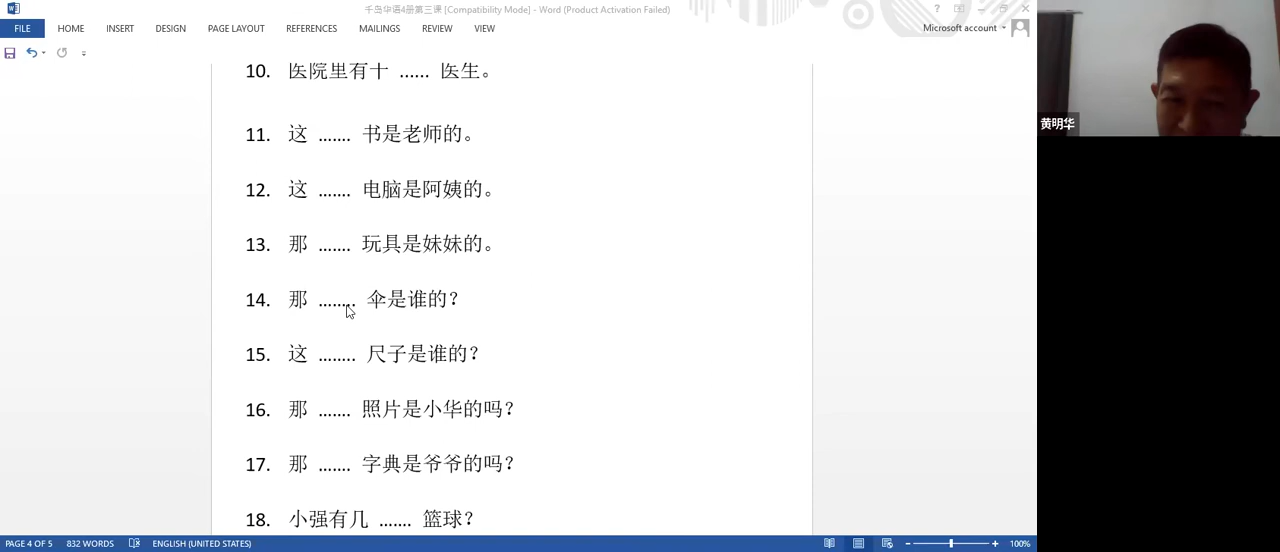 千岛华语4册第三课 [Compatibility Mode] - Word (Product Activation Failed)
FILE HOME INSERT DESIGN PAGE LAYOUT REFERENCES MAILINGS REVIEW VIEW Microsoft account
10. 医院里有十 ...... 医生。
11. 这 ....... 书是老师的。
12. 这 ....... 电脑是阿姨的。
13. 那 ....... 玩具是妹妹的。
14. 那 ........ 伞是谁的？
15. 这 ........ 尺子是谁的？
16. 那 ....... 照片是小华的吗？
17. 那 ....... 字典是爷爷的吗？
18. 小强有几 ....... 篮球？
黄明华
PAGE 4 OF 5 832 WORDS ENGLISH (UNITED STATES) 100%